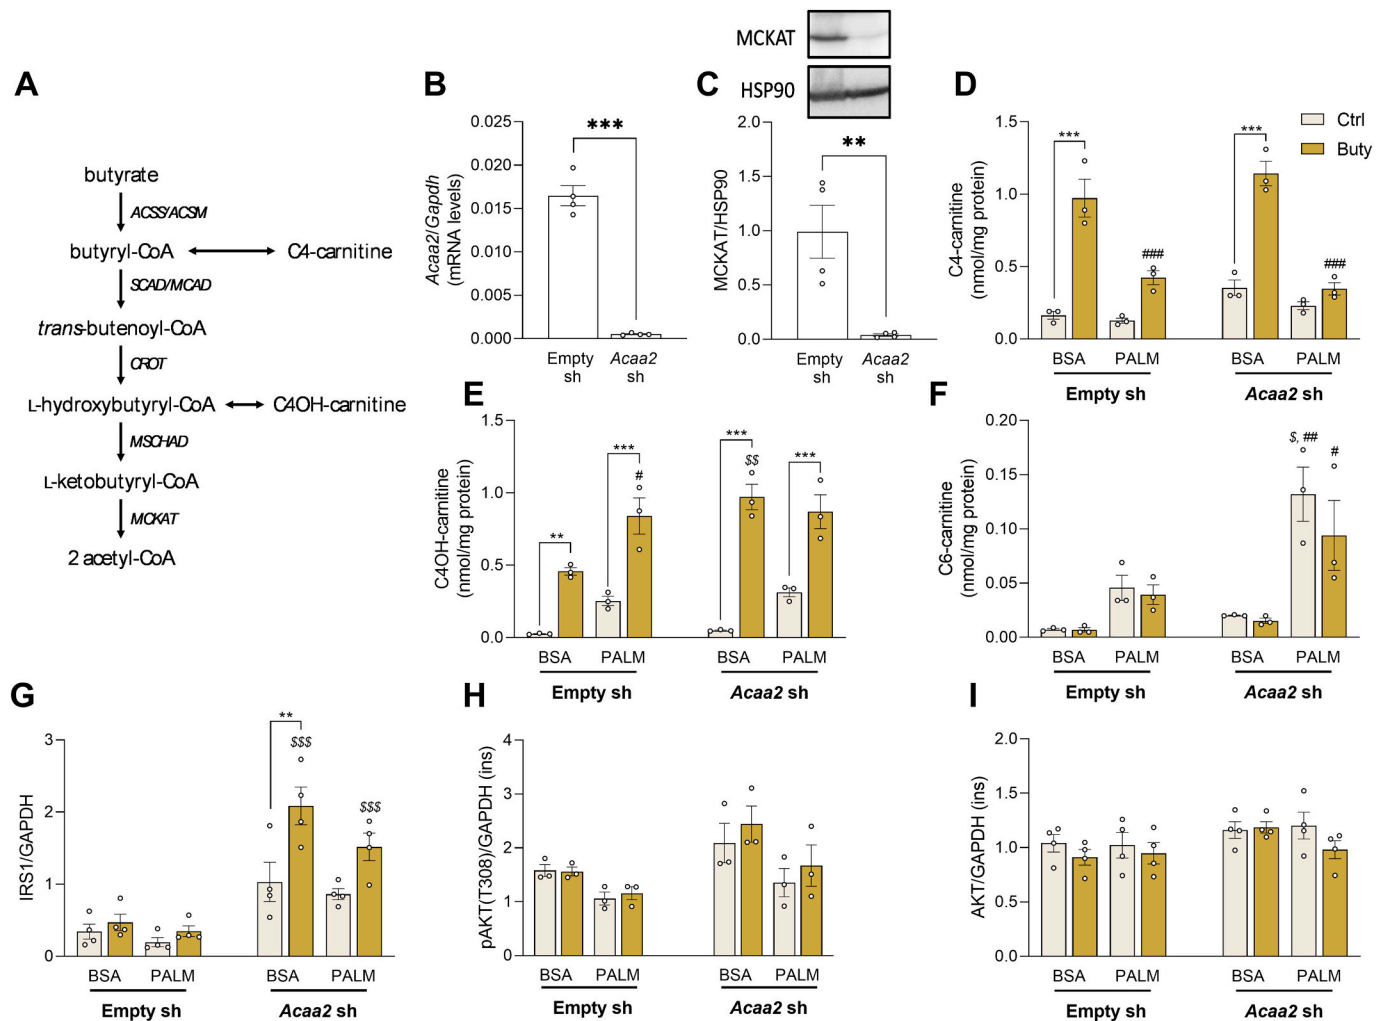 A
butyrate
ACSS/ACSM
butyryl-CoA
C4-carnitine
SCAD/MCAD
trans-butenoyl-CoA
CROT
L-hydroxybutyryl-CoA
C4OH-carnitine
MSCHAD
L-ketobutyryl-CoA
MCKAT
2 acetyl-CoA
B
Acaa2/Gapdh
(mRNA levels)
0.025
0.020
0.015
0.010
0.005
0.000
***
Empty
sh
Acaa2
sh
C
MCKAT
HSP90
MCKAT/HSP90
2.0
1.5
1.0
0.5
0.0
**
Empty
sh
Acaa2
sh
D
C4-carnitine
(nmol/mg protein)
1.5
1.0
0.5
0.0
***
###
***
###
BSA
PALM
BSA
PALM
Empty sh
Acaa2 sh
Ctrl
Buty
E
C4OH-carnitine
(nmol/mg protein)
1.5
1.0
0.5
0.0
**
***
#
***
$$
***
BSA
PALM
BSA
PALM
Empty sh
Acaa2 sh
F
C6-carnitine
(nmol/mg protein)
0.20
0.15
0.10
0.05
0.00
$, ##
#
BSA
PALM
BSA
PALM
Empty sh
Acaa2 sh
G
IRS1/GAPDH
3
2
1
0
**
$$$
$$$
BSA
PALM
BSA
PALM
Empty sh
Acaa2 sh
H
pAKT(T308)/GAPDH (ins)
4
3
2
1
0
BSA
PALM
BSA
PALM
Empty sh
Acaa2 sh
I
AKT/GAPDH (ins)
2.0
1.5
1.0
0.5
0.0
BSA
PALM
BSA
PALM
Empty sh
Acaa2 sh